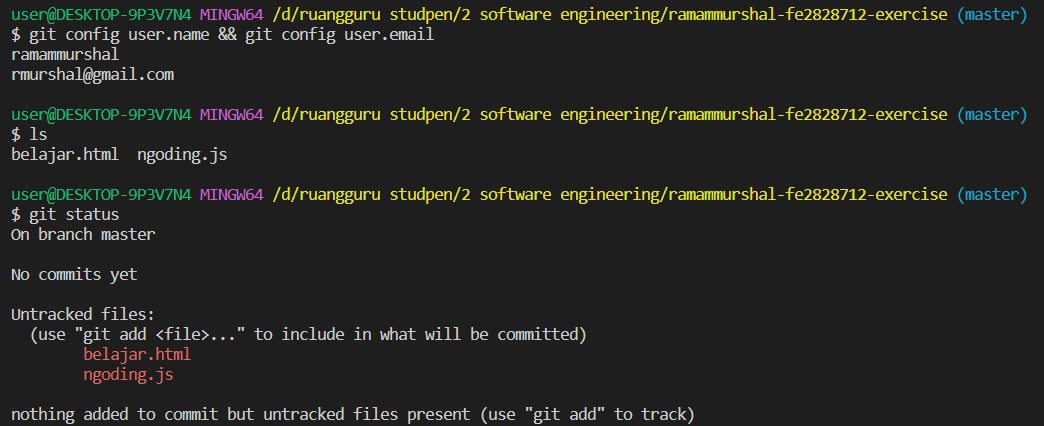 user@DESKTOP-9P3V7N4 MINGW64 /d/ruangguru studpen/2 software engineering/ramammurshal-fe2828712-exercise (master)
$ git config user.name && git config user.email
ramammurshal
rmurshal@gmail.com
user@DESKTOP-9P3V7N4 MINGW64 /d/ruangguru studpen/2 software engineering/ramammurshal-fe2828712-exercise (master)
$ ls
belajar.html  ngoding.js
user@DESKTOP-9P3V7N4 MINGW64 /d/ruangguru studpen/2 software engineering/ramammurshal-fe2828712-exercise (master)
$ git status
On branch master
No commits yet
Untracked files:
  (use "git add <file>..." to include in what will be committed)
        belajar.html
        ngoding.js
nothing added to commit but untracked files present (use "git add" to track)